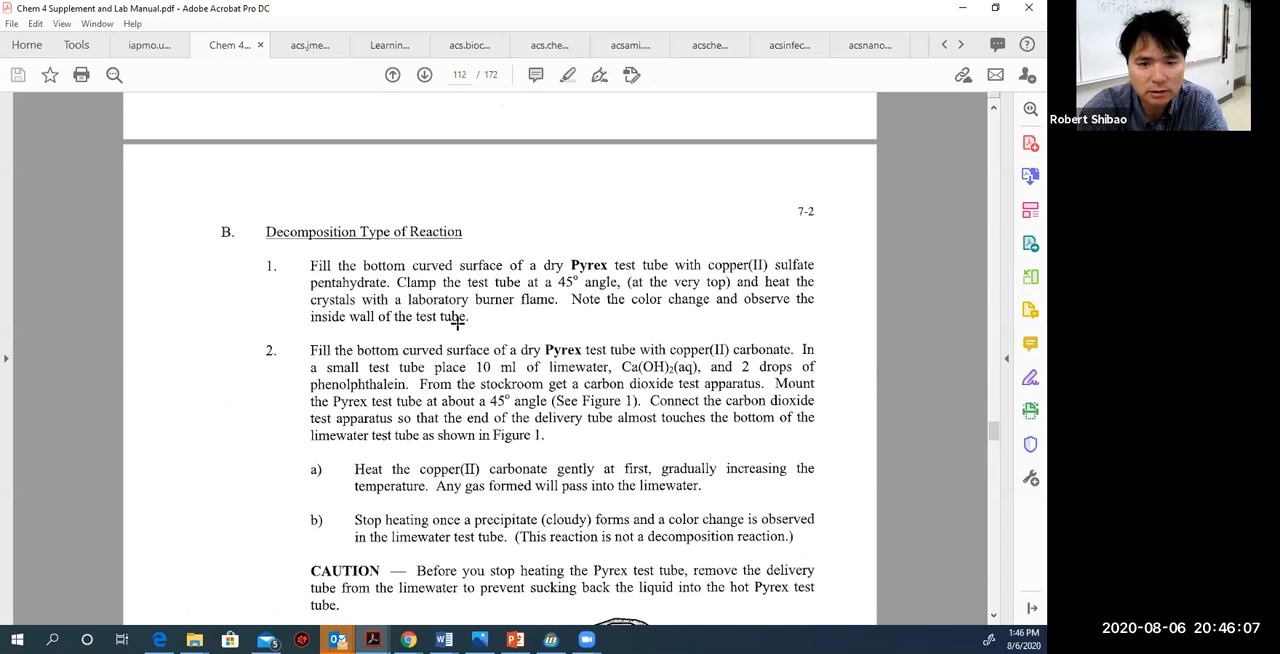 Chem 4 Supplement and Lab Manual.pdf - Adobe Acrobat Pro DC
File Edit View Window Help
Home Tools iapmo.u... Chem 4... × acs.jme... Learnin... acs.bioc... acs.che... acsami.... acsche... acsinfec... acsnano...
112 / 172
Robert Shibao
7-2
B. Decomposition Type of Reaction
1. Fill the bottom curved surface of a dry Pyrex test tube with copper(II) sulfate
pentahydrate. Clamp the test tube at a 45° angle, (at the very top) and heat the
crystals with a laboratory burner flame. Note the color change and observe the
inside wall of the test tube.
2. Fill the bottom curved surface of a dry Pyrex test tube with copper(II) carbonate. In
a small test tube place 10 ml of limewater, Ca(OH)₂(aq), and 2 drops of
phenolphthalein. From the stockroom get a carbon dioxide test apparatus. Mount
the Pyrex test tube at about a 45° angle (See Figure 1). Connect the carbon dioxide
test apparatus so that the end of the delivery tube almost touches the bottom of the
limewater test tube as shown in Figure 1.
a) Heat the copper(II) carbonate gently at first, gradually increasing the
temperature. Any gas formed will pass into the limewater.
b) Stop heating once a precipitate (cloudy) forms and a color change is observed
in the limewater test tube. (This reaction is not a decomposition reaction.)
CAUTION — Before you stop heating the Pyrex test tube, remove the delivery
tube from the limewater to prevent sucking back the liquid into the hot Pyrex test
tube.
5
1:46 PM
8/6/2020
2020-08-06 20:46:07